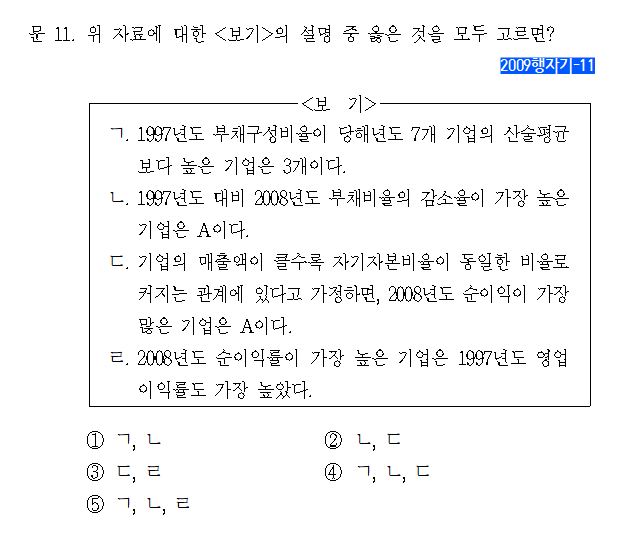 문 11. 위 자료에 대한 <보기>의 설명 중 옳은 것을 모두 고르면?
2009행자기-11
<보 기>
ㄱ. 1997년도 부채구성비율이 당해년도 7개 기업의 산술평균
보다 높은 기업은 3개이다.
ㄴ. 1997년도 대비 2008년도 부채비율의 감소율이 가장 높은
기업은 A이다.
ㄷ. 기업의 매출액이 클수록 자기자본비율이 동일한 비율로
커지는 관계에 있다고 가정하면, 2008년도 순이익이 가장
많은 기업은 A이다.
ㄹ. 2008년도 순이익률이 가장 높은 기업은 1997년도 영업
이익률도 가장 높았다.
① ㄱ, ㄴ ② ㄴ, ㄷ
③ ㄷ, ㄹ ④ ㄱ, ㄴ, ㄷ
⑤ ㄱ, ㄴ, ㄹ